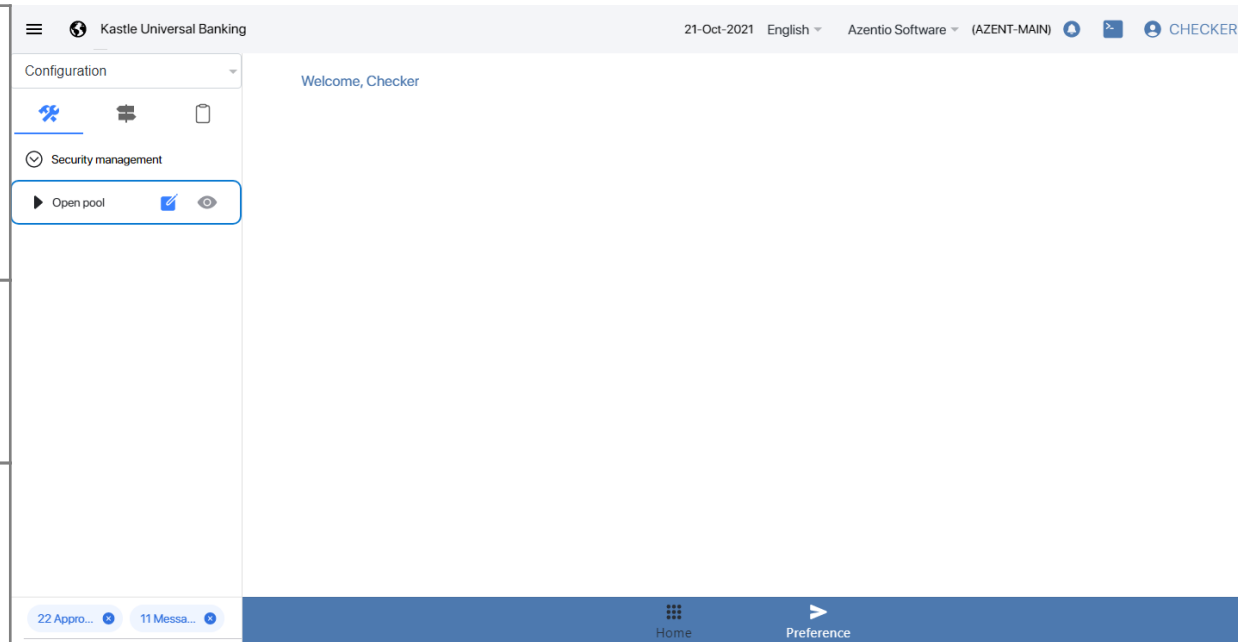 Kastle Universal Banking
21-Oct-2021 English Azentio Software (AZENT-MAIN) CHECKER
Configuration
Welcome, Checker
Security management
Open pool
22 Appro... 11 Messa...
Home Preference